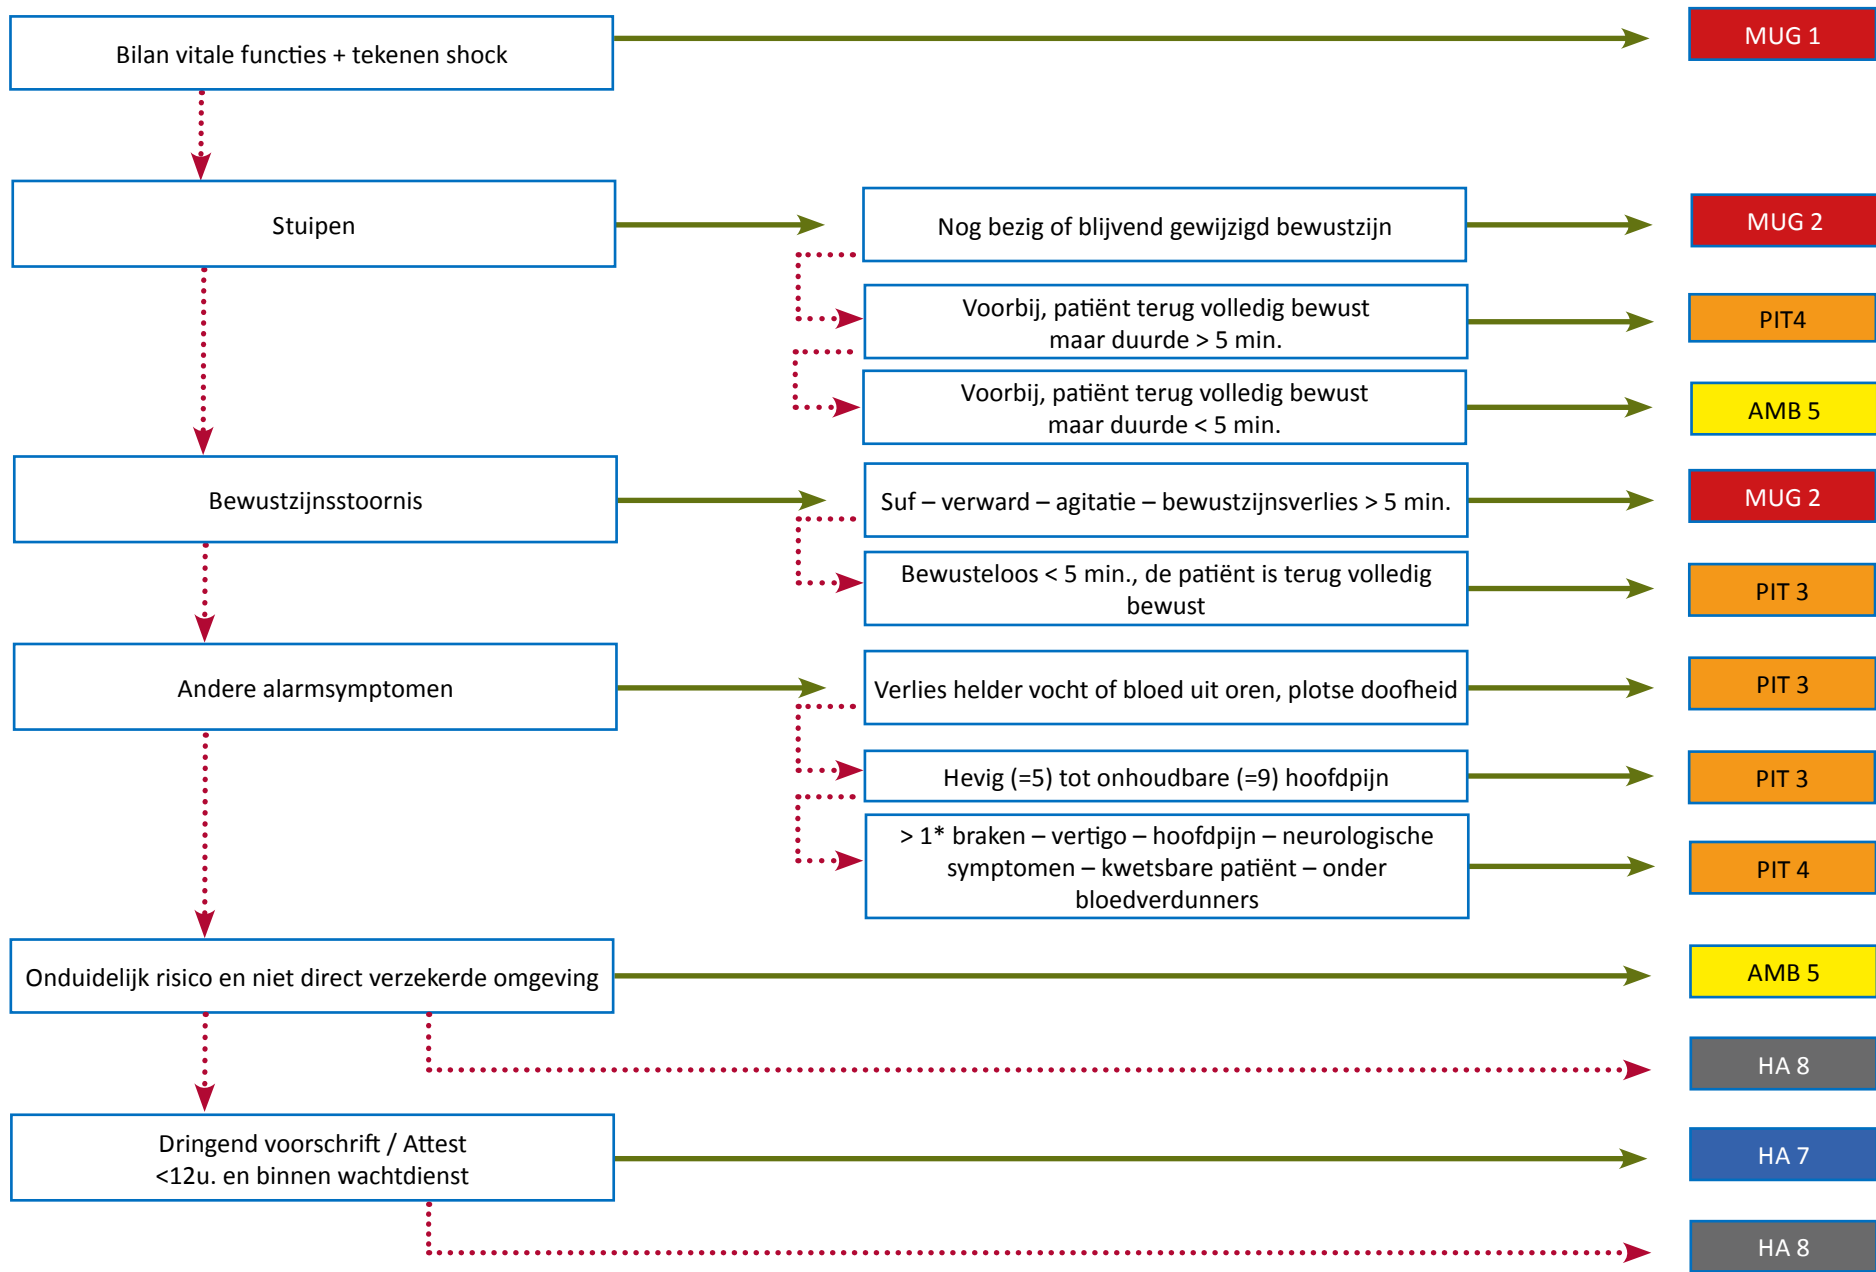 Bilan vitale functies + tekenen shock
MUG 1
Stuipen
Nog bezig of blijvend gewijzigd bewustzijn
MUG 2
Voorbij, patiënt terug volledig bewust
maar duurde > 5 min.
PIT4
Voorbij, patiënt terug volledig bewust
maar duurde < 5 min.
AMB 5
Bewustzijnsstoornis
Suf – verward – agitatie – bewustzijnsverlies > 5 min.
MUG 2
Bewusteloos < 5 min., de patiënt is terug volledig
bewust
PIT 3
Andere alarmsymptomen
Verlies helder vocht of bloed uit oren, plotse doofheid
PIT 3
Hevig (=5) tot onhoudbare (=9) hoofdpijn
PIT 3
> 1* braken – vertigo – hoofdpijn – neurologische
symptomen – kwetsbare patiënt – onder
bloedverdunners
PIT 4
Onduidelijk risico en niet direct verzekerde omgeving
AMB 5
HA 8
Dringend voorschrift / Attest
<12u. en binnen wachtdienst
HA 7
HA 8